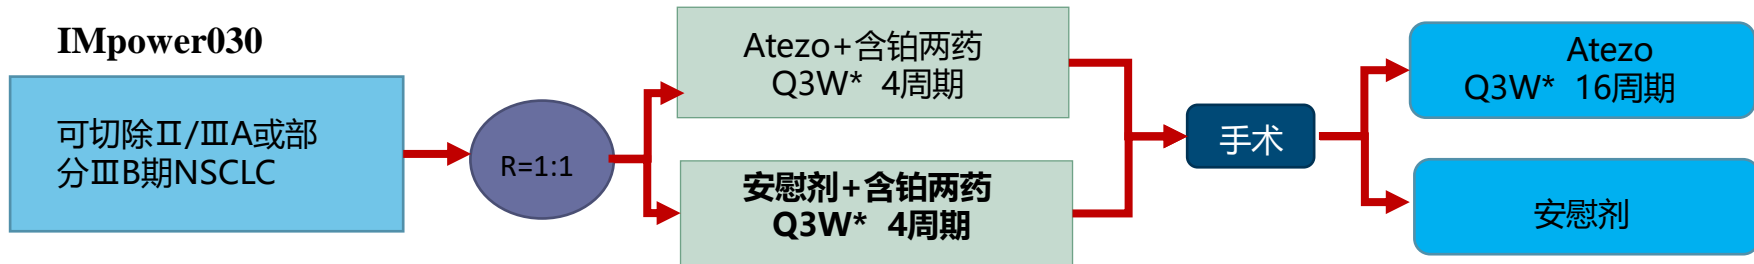 IMpower030
可切除Ⅱ/ⅢA或部
分ⅢB期NSCLC
R=1:1
Atezo+含铂两药
Q3W* 4周期
安慰剂+含铂两药
Q3W* 4周期
手术
Atezo
Q3W* 16周期
安慰剂